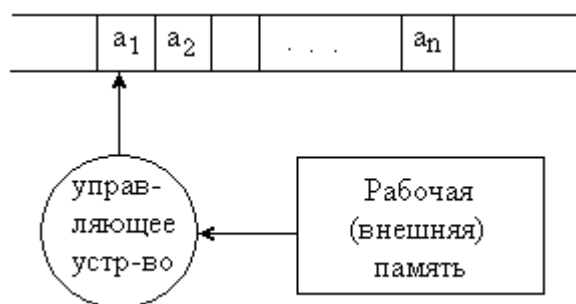 a₁ a₂ . . . aₙ
управ-
ляющее
устр-во
Рабочая
(внешняя)
память